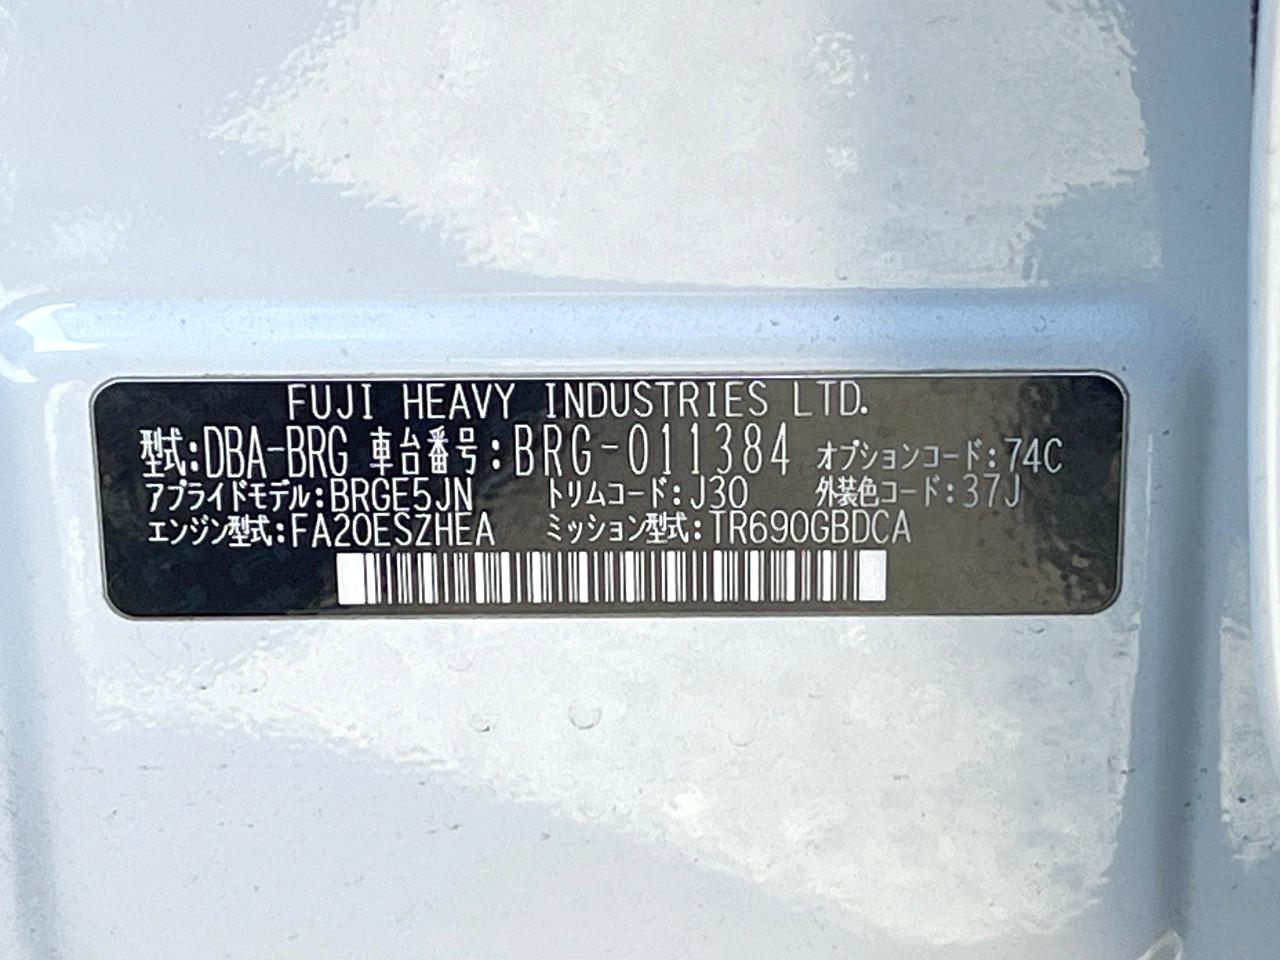 FUJI HEAVY INDUSTRIES LTD.
型式:DBA-BRG 車台番号:BRG-011384 オプションコード:74C
アプライドモデル:BRGE5JN トリムコード:J30 外装色コード:37J
エンジン型式:FA20ESZHEA ミッション型式:TR690GBDCA